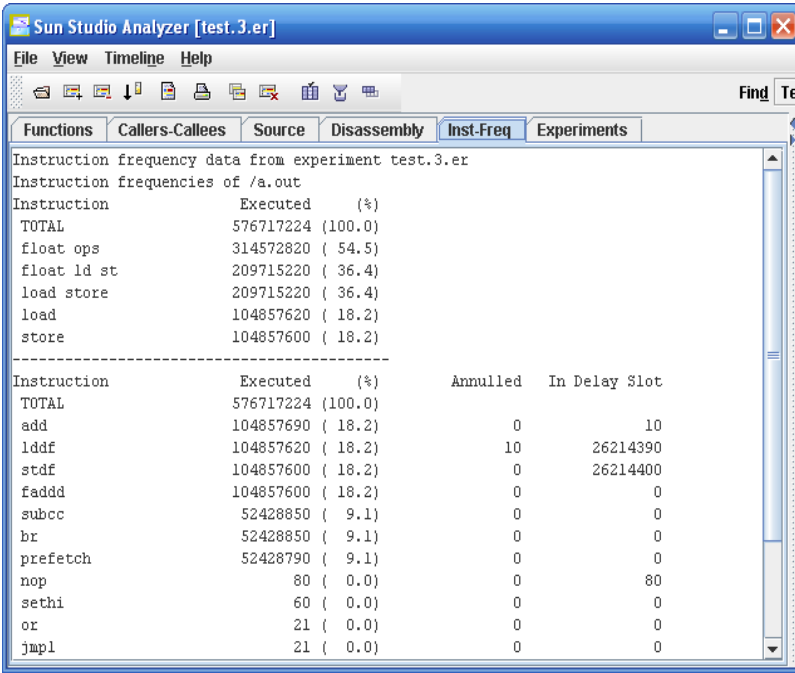 Sun Studio Analyzer [test.3.er]
File View Timeline Help
Find Te
Functions Callers-Callees Source Disassembly Inst-Freq Experiments
Instruction frequency data from experiment test.3.er
Instruction frequencies of /a.out
Instruction Executed (%)
TOTAL 576717224 (100.0)
float ops 314572820 ( 54.5)
float ld st 209715220 ( 36.4)
load store 209715220 ( 36.4)
load 104857620 ( 18.2)
store 104857600 ( 18.2)
-------------------------------------------
Instruction Executed (%) Annulled In Delay Slot
TOTAL 576717224 (100.0)
add 104857690 ( 18.2) 0 10
lddf 104857620 ( 18.2) 10 26214390
stdf 104857600 ( 18.2) 0 26214400
faddd 104857600 ( 18.2) 0 0
subcc 52428850 ( 9.1) 0 0
br 52428850 ( 9.1) 0 0
prefetch 52428790 ( 9.1) 0 0
nop 80 ( 0.0) 0 80
sethi 60 ( 0.0) 0 0
or 21 ( 0.0) 0 0
jmpl 21 ( 0.0) 0 0